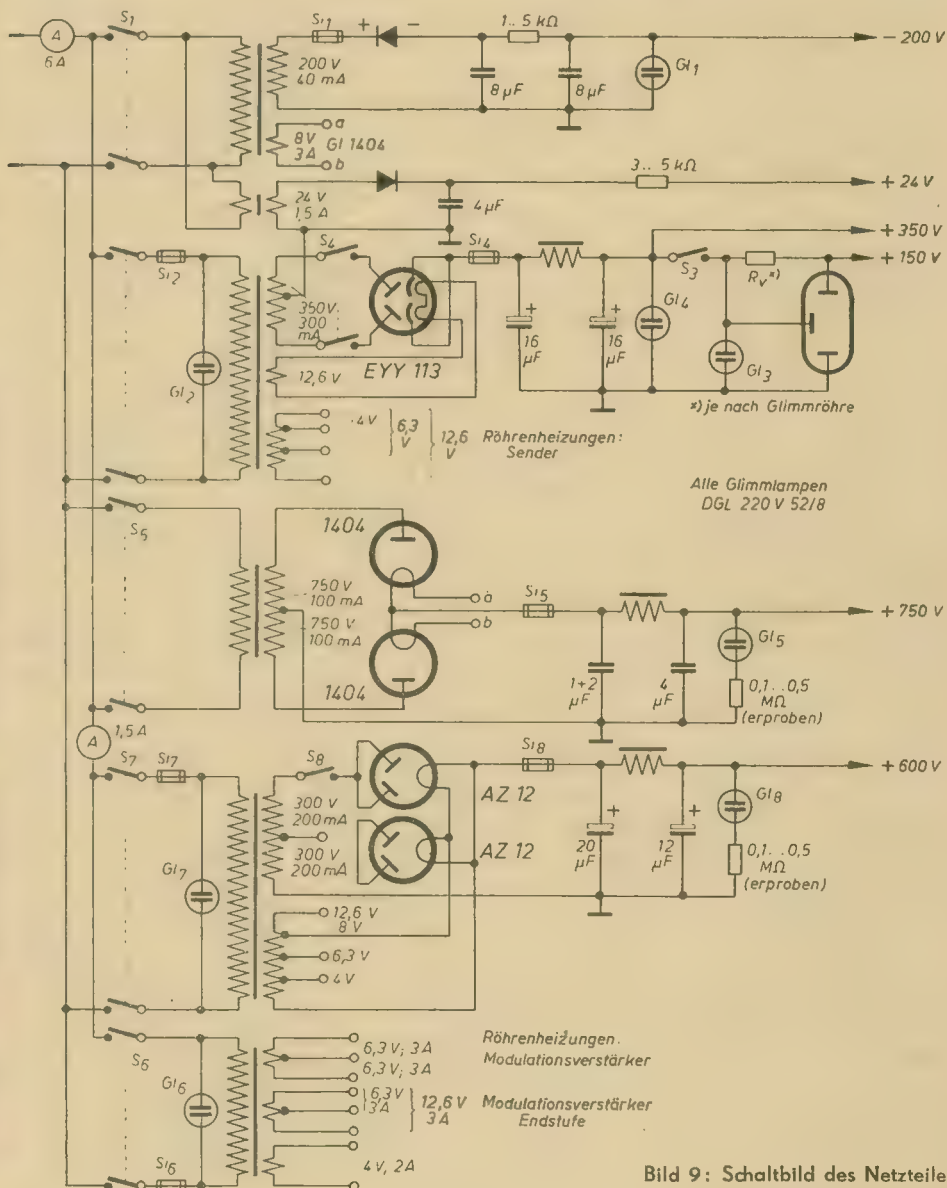 A
6 A
S1
Si1
+ −
1..5 kΩ
− 200 V
200 V
40 mA
8 µF
8 µF
Gl1
8 V
3 A
Gl 1404
a
b
24 V
1,5 A
4 µF
3..5 kΩ
+ 24 V
+ 350 V
Si2
S4
Si4
S3
Rv*)
+ 150 V
350 V
300
mA
Gl2
EYY 113
+
16
µF
+
16
µF
Gl4
Gl3
12,6 V
*) je nach Glimmröhre
4V
6,3
V
12,6
V
Röhrenheizungen:
Sender
Alle Glimmlampen
DGL 220 V 52/8
S5
1404
750 V
100 mA
750 V
100 mA
a
b
Si5
+ 750 V
1404
1+2
µF
4
µF
Gl5
0,1..0,5
MΩ
(erproben)
A
1,5 A
S7
Si7
S8
Si8
+ 600 V
AZ 12
300 V
200 mA
300 V
200 mA
AZ 12
20
µF
+
12
µF
+
Gl8
0,1..0,5
MΩ
(erproben)
Gl7
12,6 V
8 V
6,3 V
4 V
S6
Gl6
Si6
6,3 V; 3 A
6,3 V; 3 A
Röhrenheizungen.
Modulationsverstärker
6,3 V
3 A
12,6 V
3 A
Modulationsverstärker
Endstufe
4 V, 2 A
Bild 9: Schaltbild des Netzteiles